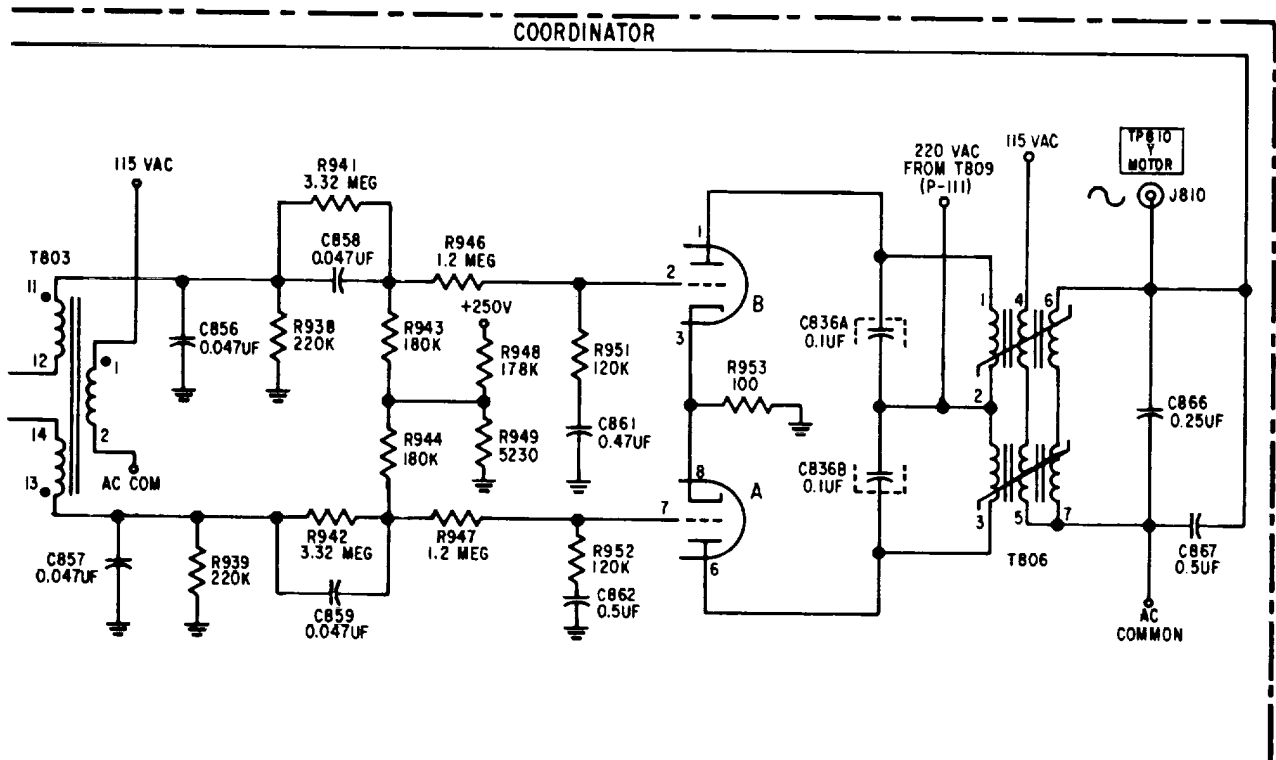 COORDINATOR
115 VAC
R941
3.32 MEG
C858
0.047UF
R946
1.2 MEG
+250V
T803
11
12
14
13
1
2
AC COM
C856
0.047UF
R938
220K
R943
180K
R948
178K
R951
120K
C861
0.47UF
R944
180K
R949
5230
C857
0.047UF
R939
220K
R942
3.32 MEG
C859
0.047UF
R947
1.2 MEG
R952
120K
C862
0.5UF
1
2
3
B
R953
100
8
7
6
A
220 VAC
FROM T809
(P-111)
115 VAC
TP810
Y
MOTOR
J810
C836A
0.1UF
C836B
0.1UF
1
4
6
2
3
5
7
T806
C866
0.25UF
C867
0.5UF
AC
COMMON